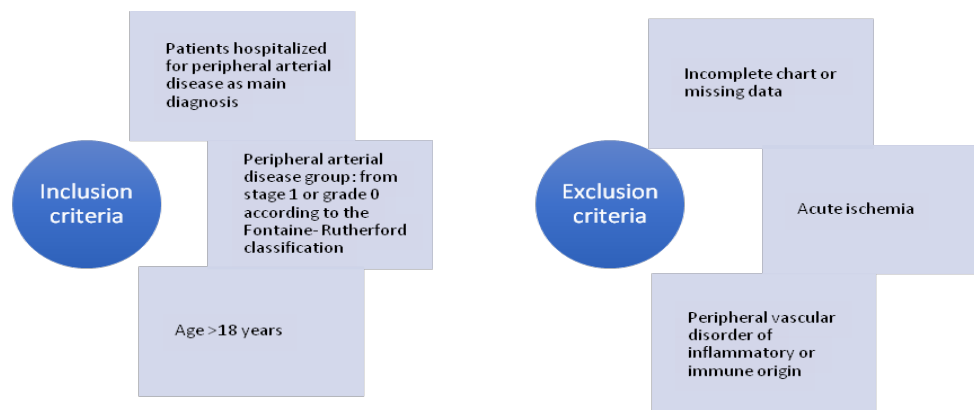 Inclusion
criteria
Patients hospitalized
for peripheral arterial
disease as main
diagnosis
Peripheral arterial
disease group: from
stage 1 or grade 0
according to the
Fontaine- Rutherford
classification
Age >18 years
Exclusion
criteria
Incomplete chart or
missing data
Acute ischemia
Peripheral vascular
disorder of
inflammatory or
immune origin